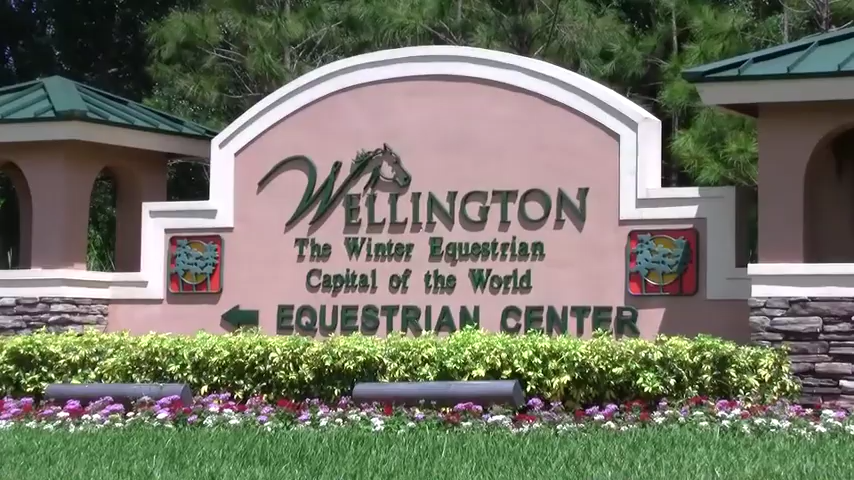 WELLINGTON
The Winter Equestrian
Capital of the World
EQUESTRIAN CENTER